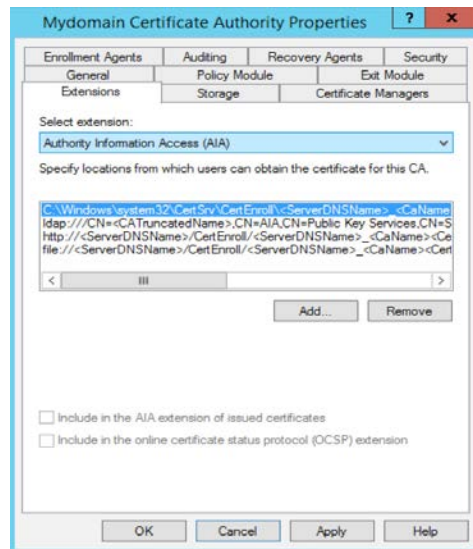 Mydomain Certificate Authority Properties
? x
Enrollment Agents Auditing Recovery Agents Security
General Policy Module Exit Module
Extensions Storage Certificate Managers
Select extension:
Authority Information Access (AIA)
Specify locations from which users can obtain the certificate for this CA.
C:\Windows\system32\CertSrv\CertEnroll\<ServerDNSName>_<CaName
ldap:///CN=<CATruncatedName>,CN=AIA,CN=Public Key Services,CN=S
http://<ServerDNSName>/CertEnroll/<ServerDNSName>_<CaName><Ce
file://<ServerDNSName>/CertEnroll/<ServerDNSName>_<CaName><Cert
Add... Remove
Include in the AIA extension of issued certificates
Include in the online certificate status protocol (OCSP) extension
OK Cancel Apply Help